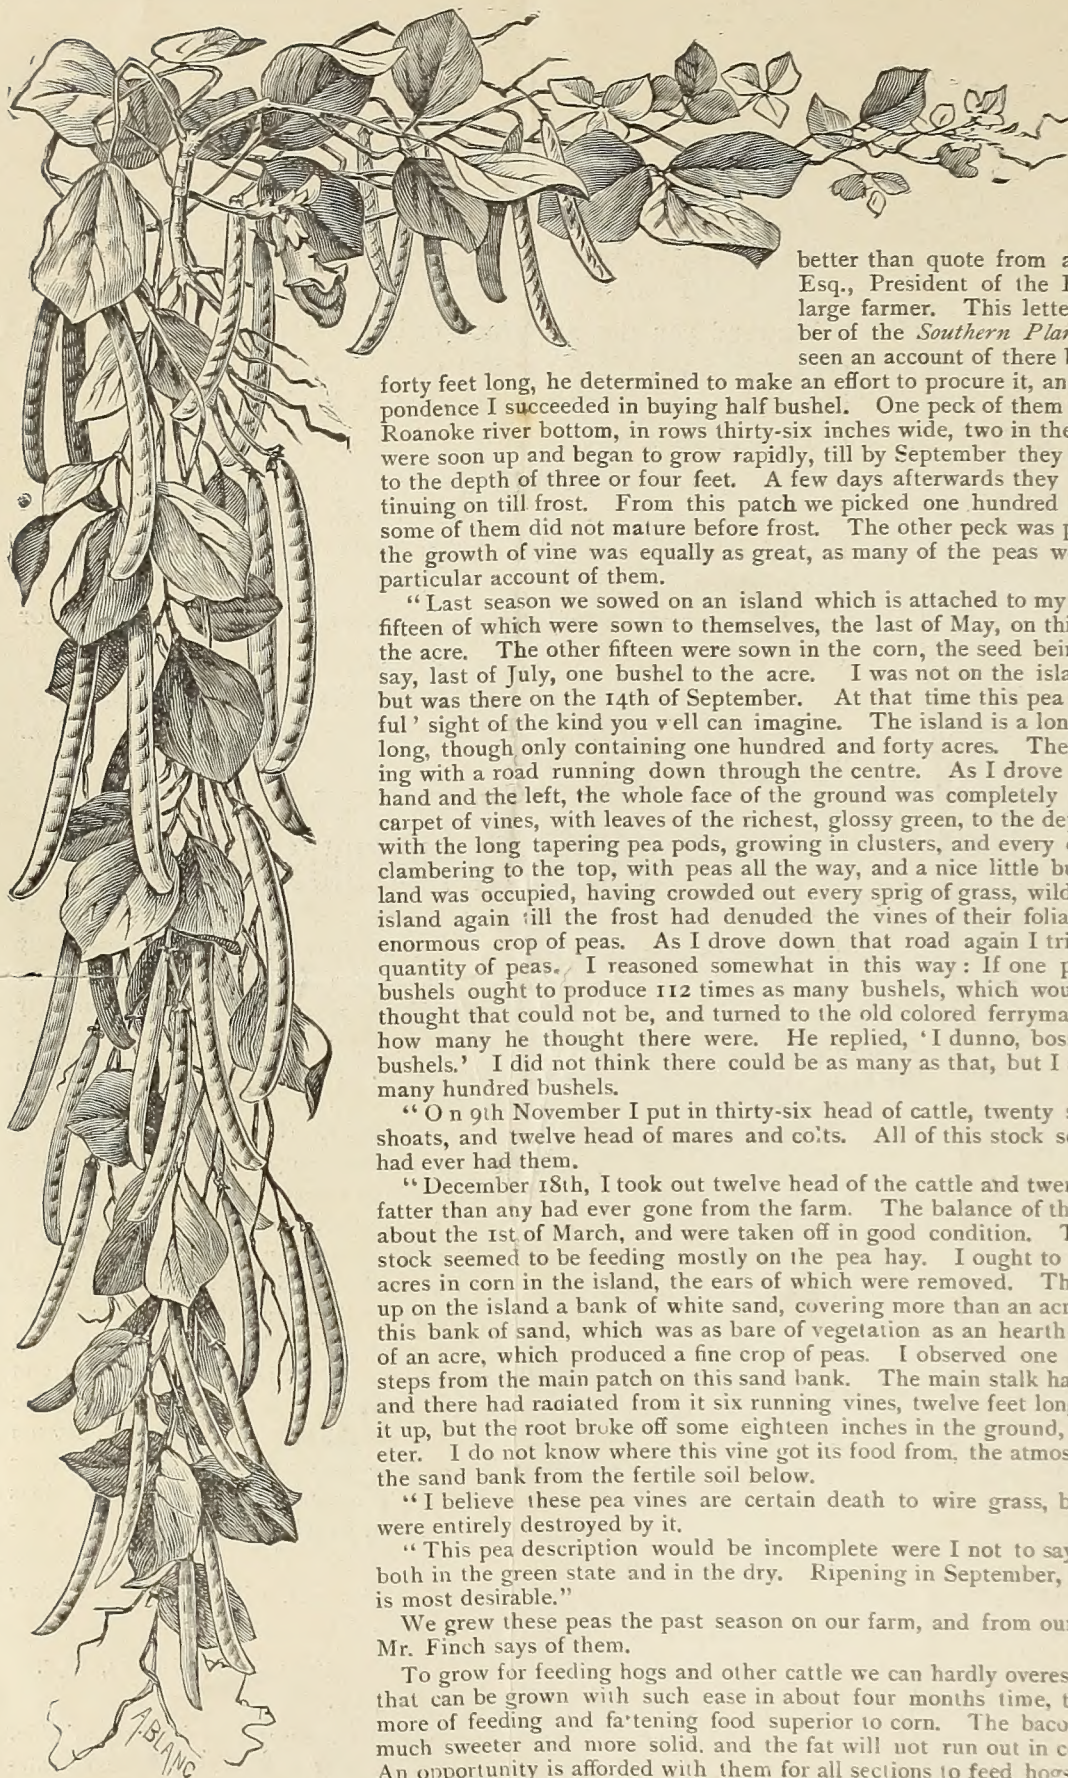 better than quote from a
Esq., President of the
large farmer. This lette
ber of the Southern Plan
seen an account of there
forty feet long, he determined to make an effort to procure it, an
pondence I succeeded in buying half bushel. One peck of them
Roanoke river bottom, in rows thirty-six inches wide, two in the
were soon up and began to grow rapidly, till by September they
to the depth of three or four feet. A few days afterwards they
tinuing on till frost. From this patch we picked one hundred
some of them did not mature before frost. The other peck was p
the growth of vine was equally as great, as many of the peas w
particular account of them.
“Last season we sowed on an island which is attached to my
fifteen of which were sown to themselves, the last of May, on thi
the acre. The other fifteen were sown in the corn, the seed bein
say, last of July, one bushel to the acre. I was not on the isla
but was there on the 14th of September. At that time this pea
ful’ sight of the kind you well can imagine. The island is a lon
long, though only containing one hundred and forty acres. The
ing with a road running down through the centre. As I drove
hand and the left, the whole face of the ground was completely
carpet of vines, with leaves of the richest, glossy green, to the de
with the long tapering pea pods, growing in clusters, and every
clambering to the top, with peas all the way, and a nice little b
land was occupied, having crowded out every sprig of grass, wild
island again till the frost had denuded the vines of their folia
enormous crop of peas. As I drove down that road again I tri
quantity of peas. I reasoned somewhat in this way: If one p
bushels ought to produce 112 times as many bushels, which wou
thought that could not be, and turned to the old colored ferryma
how many he thought there were. He replied, ‘I dunno, bos
bushels.’ I did not think there could be as many as that, but I
many hundred bushels.
“On 9th November I put in thirty-six head of cattle, twenty
shoats, and twelve head of mares and colts. All of this stock s
had ever had them.
“December 18th, I took out twelve head of the cattle and twe
fatter than any had ever gone from the farm. The balance of th
about the 1st of March, and were taken off in good condition. T
stock seemed to be feeding mostly on the pea hay. I ought to
acres in corn in the island, the ears of which were removed. Th
up on the island a bank of white sand, covering more than an acr
this bank of sand, which was as bare of vegetation as an hearth
of an acre, which produced a fine crop of peas. I observed one
steps from the main patch on this sand bank. The main stalk ha
and there had radiated from it six running vines, twelve feet lon
it up, but the root broke off some eighteen inches in the ground,
eter. I do not know where this vine got its food from, the atmos
the sand bank from the fertile soil below.
“I believe these pea vines are certain death to wire grass, b
were entirely destroyed by it.
“This pea description would be incomplete were I not to say
both in the green state and in the dry. Ripening in September,
is most desirable.”
We grew these peas the past season on our farm, and from our
Mr. Finch says of them.
To grow for feeding hogs and other cattle we can hardly overes
that can be grown with such ease in about four months time, t
more of feeding and fattening food superior to corn. The baco
much sweeter and more solid, and the fat will not run out in c
An opportunity is afforded with them for all sections to feed hogs
A. BLANC